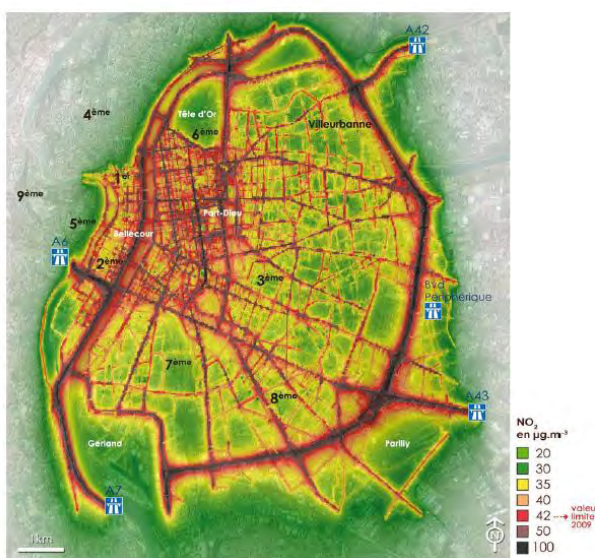 A42
4ème
Tête d'Or
6ème
Villeurbanne
1er
9ème
5ème
Part-Dieu
Bellecour
A6
2ème
3ème
Bvd
Périphérique
7ème
8ème
A43
Gerland
Parilly
A7
1km
N
NO₂
en µg.m⁻³
20
30
35
40
42 valeur
limite
2009
50
100